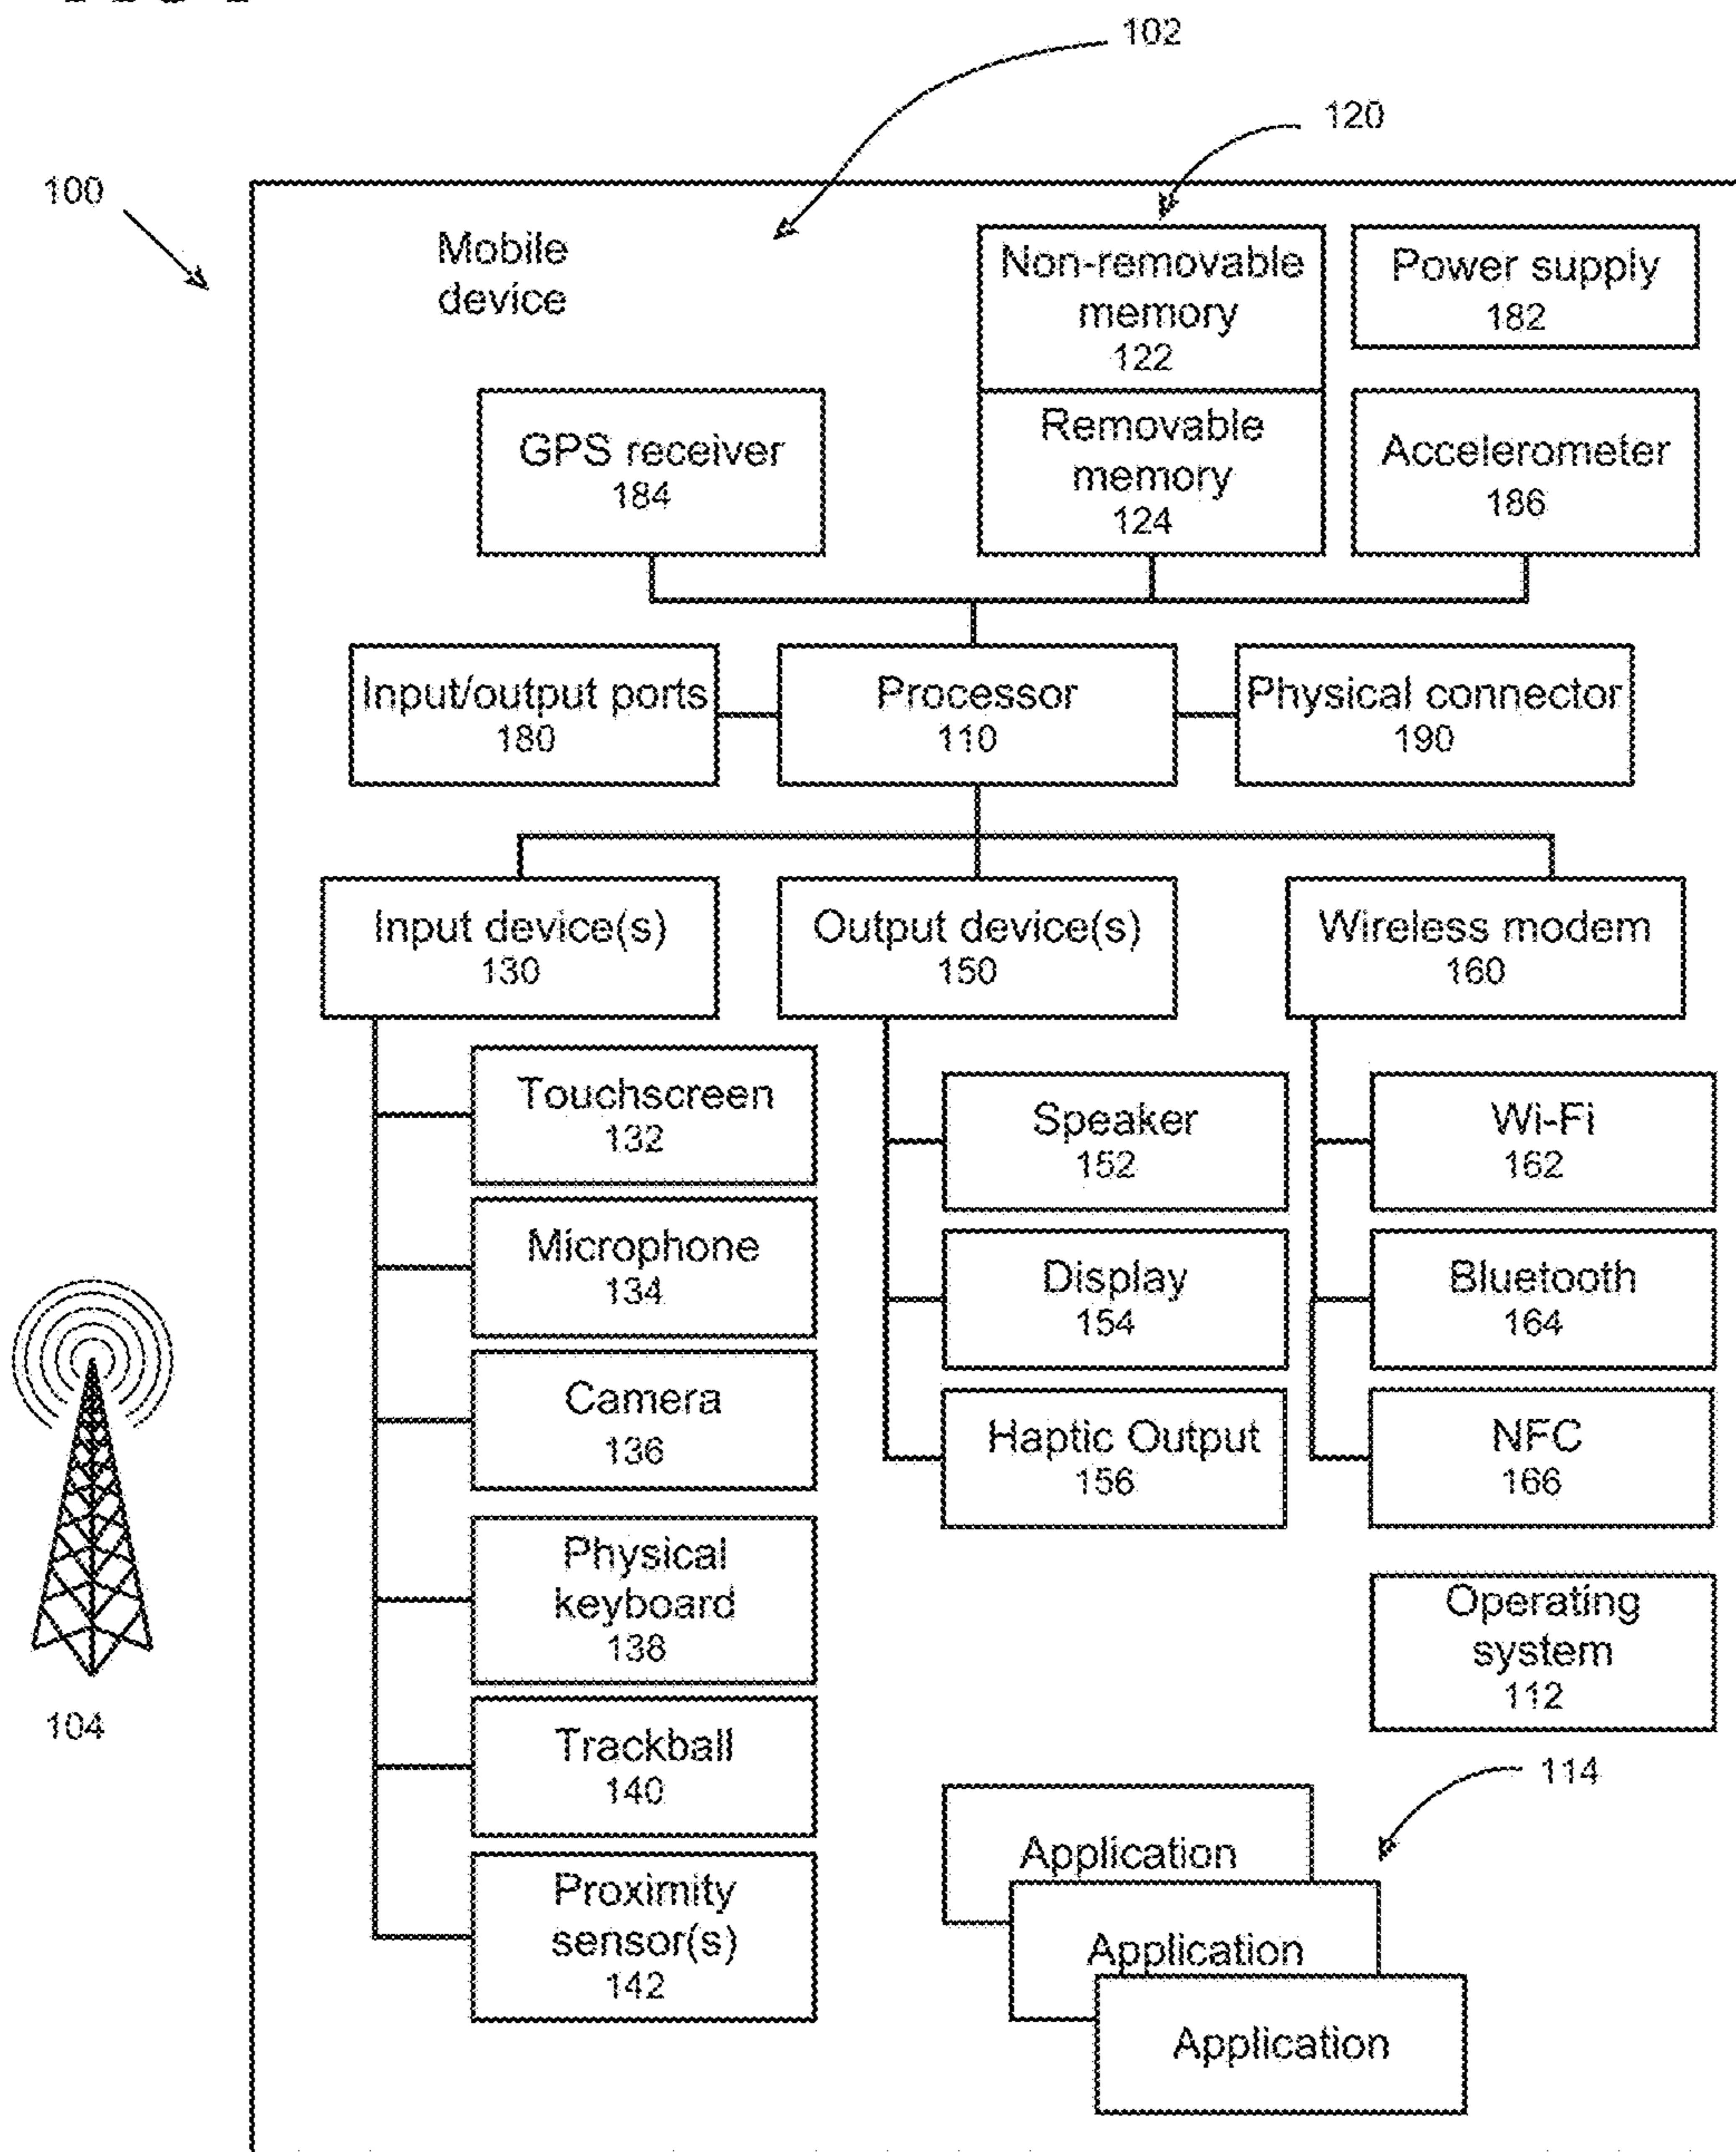 102
120
100
Mobile
device
Non-removable
memory
122
Power supply
182
GPS receiver
184
Removable
memory
124
Accelerometer
186
Input/output ports
180
Processor
110
Physical connector
190
Input device(s)
130
Output device(s)
150
Wireless modem
160
Touchscreen
132
Speaker
152
Wi-Fi
162
Microphone
134
Display
154
Bluetooth
164
Camera
136
Haptic Output
156
NFC
166
Physical
keyboard
138
Operating
system
112
104
Trackball
140
114
Proximity
sensor(s)
142
Application
Application
Application